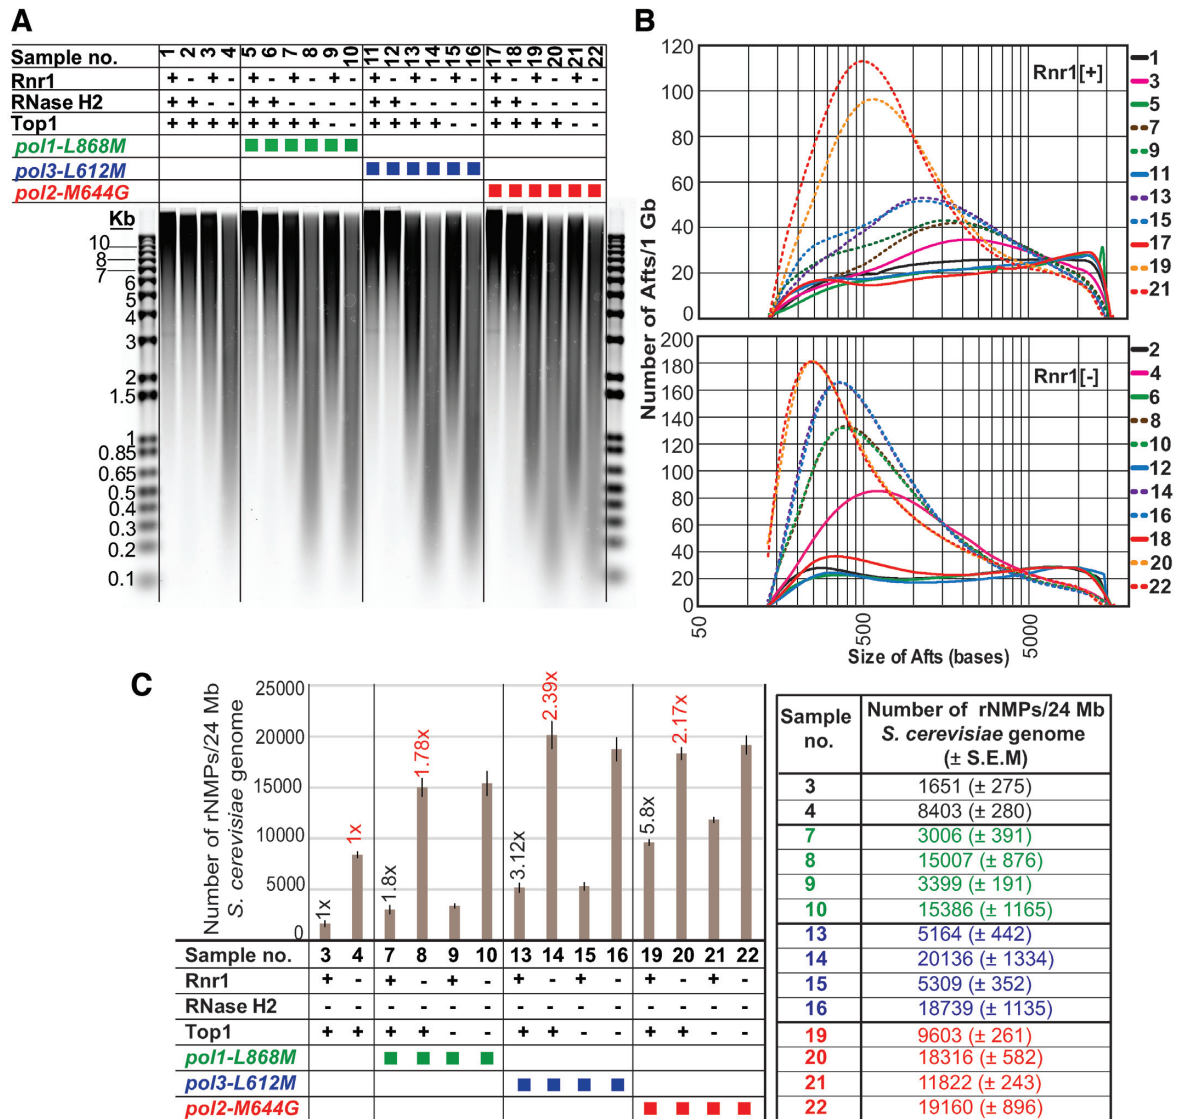 A
Sample no. 1 2 3 4 5 6 7 8 9 10 11 12 13 14 15 16 17 18 19 20 21 22
Rnr1 + - + - + - + - + - + - + - + - + - + - + -
RNase H2 + + - - + + - - - - + + - - - - + + - - - -
Top1 + + + + + + + + - - + + + + - - + + + + - -
pol1-L868M
pol3-L612M
pol2-M644G
Kb
10
8
7
6
5
4
3
2
1.5
1
0.85
0.65
0.5
0.4
0.3
0.2
0.1
B
Number of Afts/1 Gb
120
100
80
60
40
20
0
Rnr1[+]
1
3
5
7
9
11
13
15
17
19
21
200
180
160
140
120
100
80
60
40
20
0
Rnr1[-]
2
4
6
8
10
12
14
16
18
20
22
50 500 5000
Size of Afts (bases)
C
Number of rNMPs/24 Mb
S. cerevisiae genome
25000
20000
15000
10000
5000
0
1x 1x 1.8x 1.78x 3.12x 2.39x 5.8x 2.17x
Sample no. 3 4 7 8 9 10 13 14 15 16 19 20 21 22
Rnr1 + - + - + - + - + - + - + -
RNase H2 - - - - - - - - - - - - - -
Top1 + + + + - - + + - - + + - -
pol1-L868M
pol3-L612M
pol2-M644G
Sample no. Number of rNMPs/24 Mb S. cerevisiae genome (± S.E.M)
3 1651 (± 275)
4 8403 (± 280)
7 3006 (± 391)
8 15007 (± 876)
9 3399 (± 191)
10 15386 (± 1165)
13 5164 (± 442)
14 20136 (± 1334)
15 5309 (± 352)
16 18739 (± 1135)
19 9603 (± 261)
20 18316 (± 582)
21 11822 (± 243)
22 19160 (± 896)